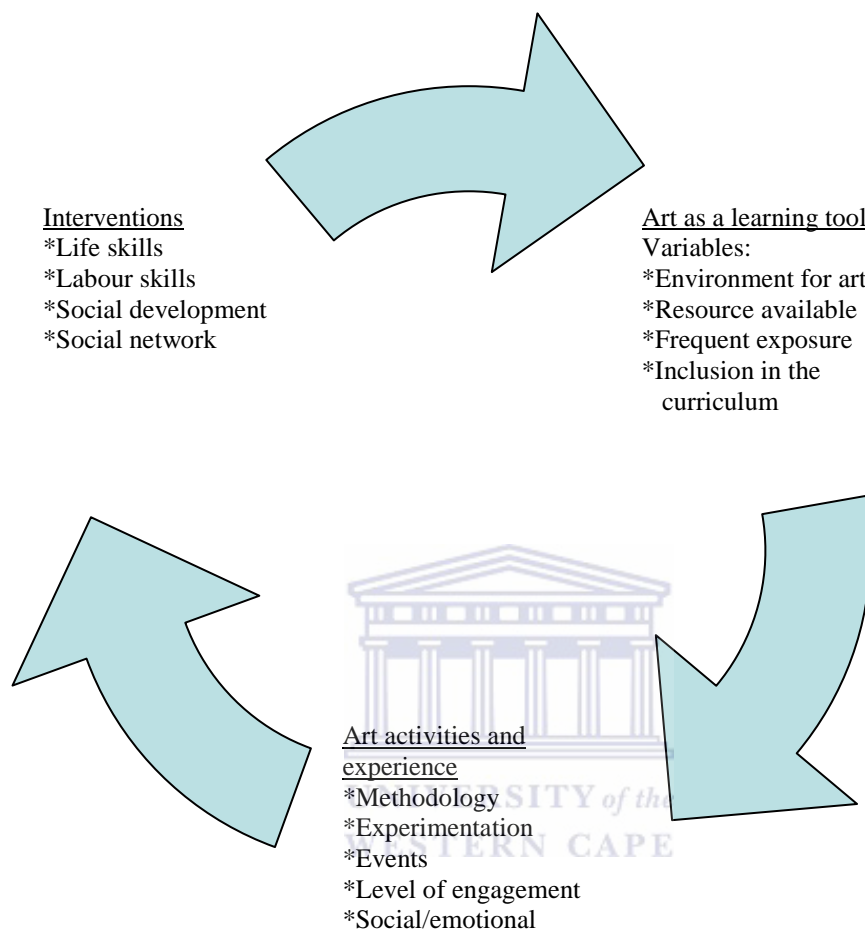 Interventions
*Life skills
*Labour skills
*Social development
*Social network
Art as a learning tool
Variables:
*Environment for art
*Resource available
*Frequent exposure
*Inclusion in the
curriculum
Art activities and
experience
*Methodology
*Experimentation
*Events
*Level of engagement
*Social/emotional
UNIVERSITY of the
WESTERN CAPE